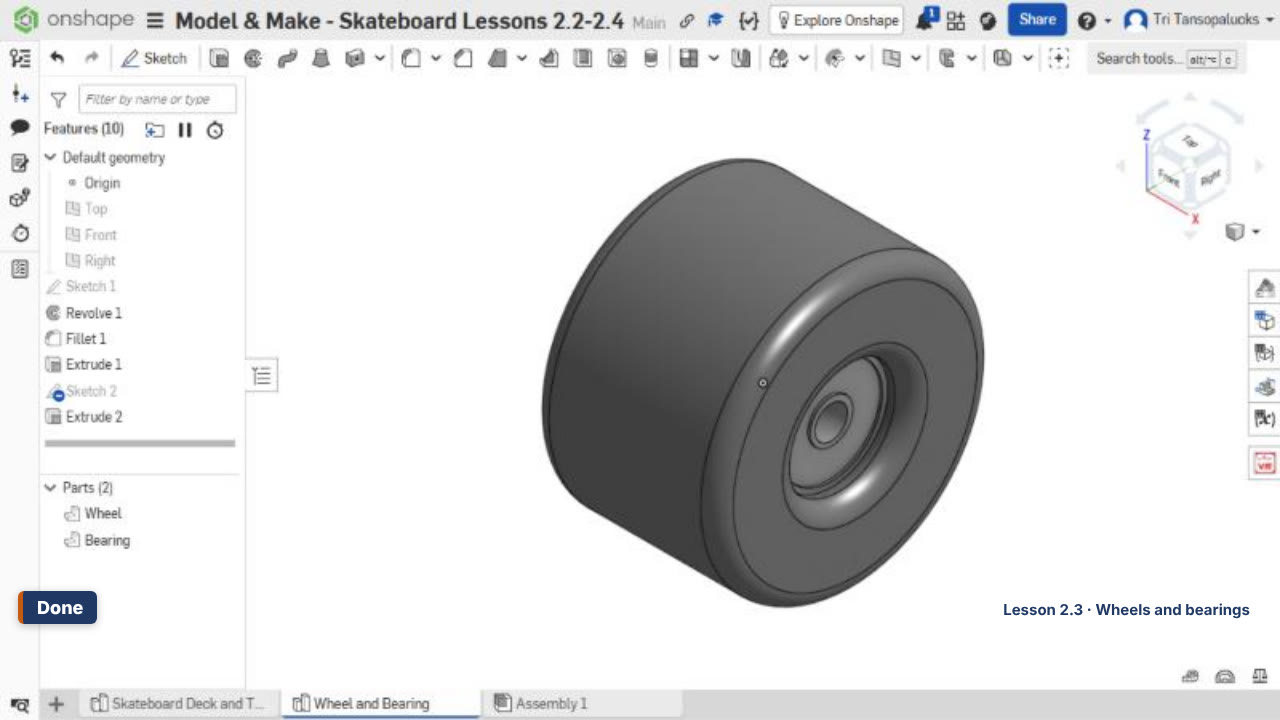 onshape Model & Make - Skateboard Lessons 2.2-2.4 Main Explore Onshape 1 Share Tri Tansopalucks
Sketch Search tools... alt/⌥ c
Filter by name or type
Features (10)
Default geometry
Origin
Top
Front
Right
Sketch 1
Revolve 1
Fillet 1
Extrude 1
Sketch 2
Extrude 2
Parts (2)
Wheel
Bearing
Z
Top
Front Right
X
Done
Lesson 2.3 · Wheels and bearings
Skateboard Deck and T... Wheel and Bearing Assembly 1